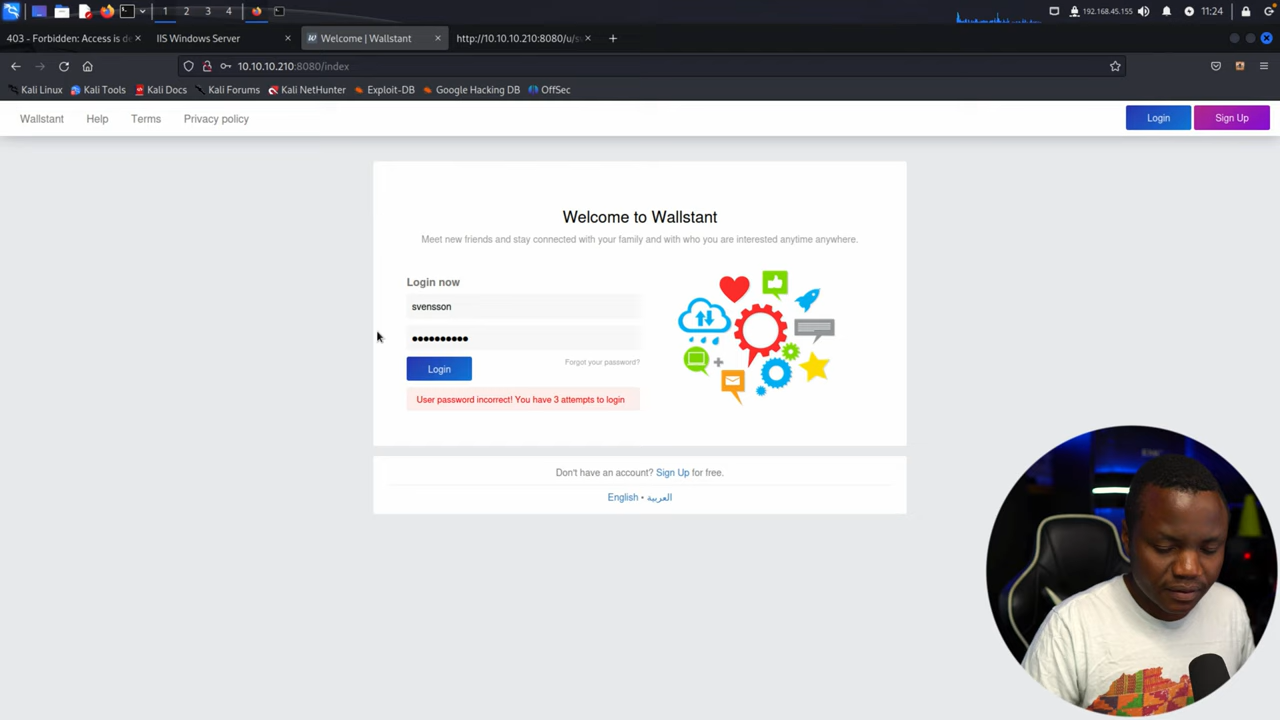 1 2 3 4
192.168.45.155 11:24
403 - Forbidden: Access is de
IIS Windows Server
Welcome | Wallstant
http://10.10.10.210:8080/u/s
10.10.10.210:8080/index
Kali Linux Kali Tools Kali Docs Kali Forums Kali NetHunter Exploit-DB Google Hacking DB OffSec
Wallstant Help Terms Privacy policy Login Sign Up
Welcome to Wallstant
Meet new friends and stay connected with your family and with who you are interested anytime anywhere.
Login now
svensson
••••••••••
Login Forgot your password?
User password incorrect! You have 3 attempts to login
Don't have an account? Sign Up for free.
English • العربية